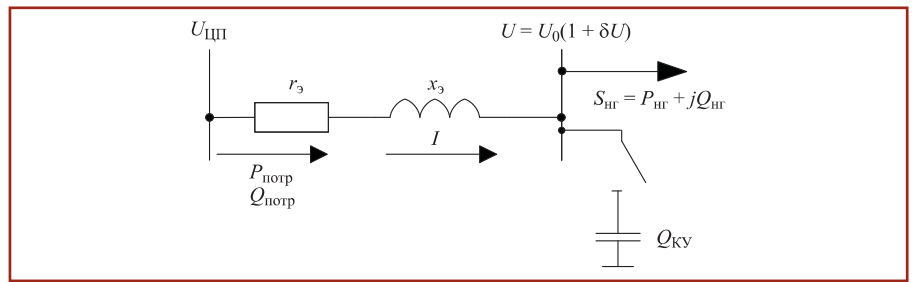 U_ЦП
U = U_0(1 + δU)
r_э
x_э
S_нг = P_нг + jQ_нг
I
P_потр
Q_потр
Q_КУ